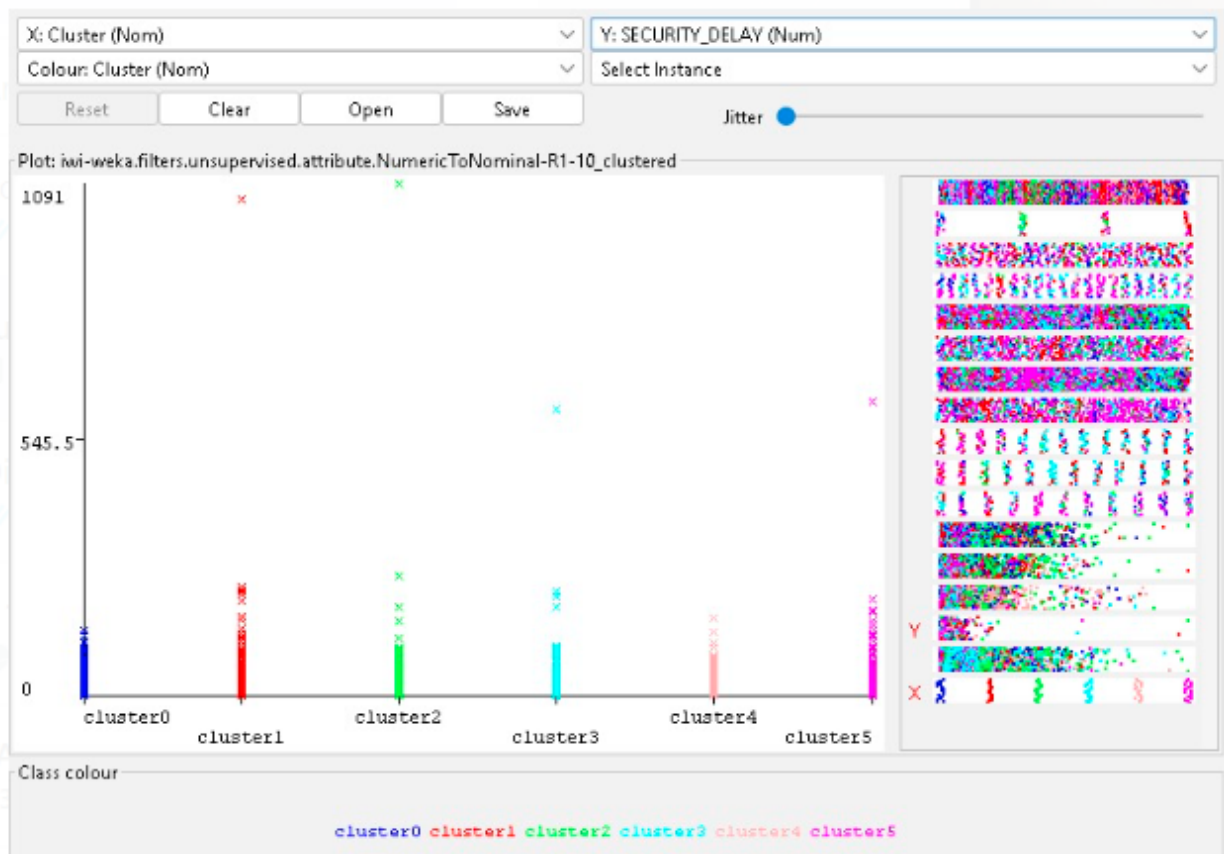 X: Cluster (Nom) Y: SECURITY_DELAY (Num)
Colour: Cluster (Nom) Select Instance
Reset Clear Open Save Jitter
Plot: iwi-weka.filters.unsupervised.attribute.NumericToNominal-R1-10_clustered
1091
545.5
0
Y
X
cluster0 cluster2 cluster4
cluster1 cluster3 cluster5
Class colour
cluster0 cluster1 cluster2 cluster3 cluster4 cluster5